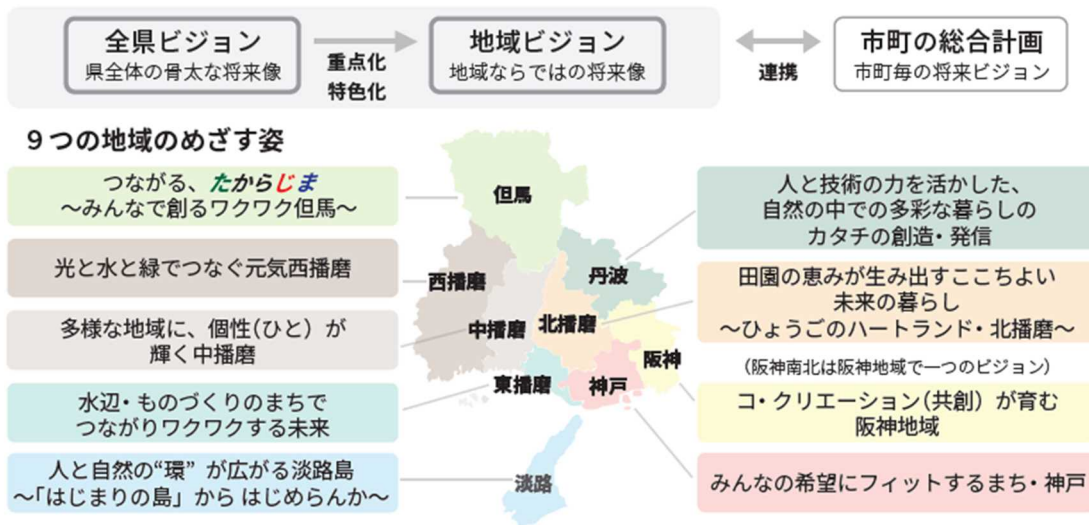 全県ビジョン
県全体の骨太な将来像
重点化
特色化
地域ビジョン
地域ならではの将来像
連携
市町の総合計画
市町毎の将来ビジョン
９つの地域のめざす姿
つながる、たからじま
～みんなで創るワクワク但馬～
光と水と緑でつなぐ元気西播磨
多様な地域に、個性(ひと）が
輝く中播磨
水辺・ものづくりのまちで
つながりワクワクする未来
人と自然の“環” が広がる淡路島
～「はじまりの島」から はじめらんか～
但馬
西播磨
中播磨
東播磨
淡路
丹波
北播磨
阪神
神戸
人と技術の力を活かした、
自然の中での多彩な暮らしの
カタチの創造・発信
田園の恵みが生み出すここちよい
未来の暮らし
～ひょうごのハートランド・北播磨～
(阪神南北は阪神地域で一つのビジョン）
コ・クリエーション(共創）が育む
阪神地域
みんなの希望にフィットするまち・神戸